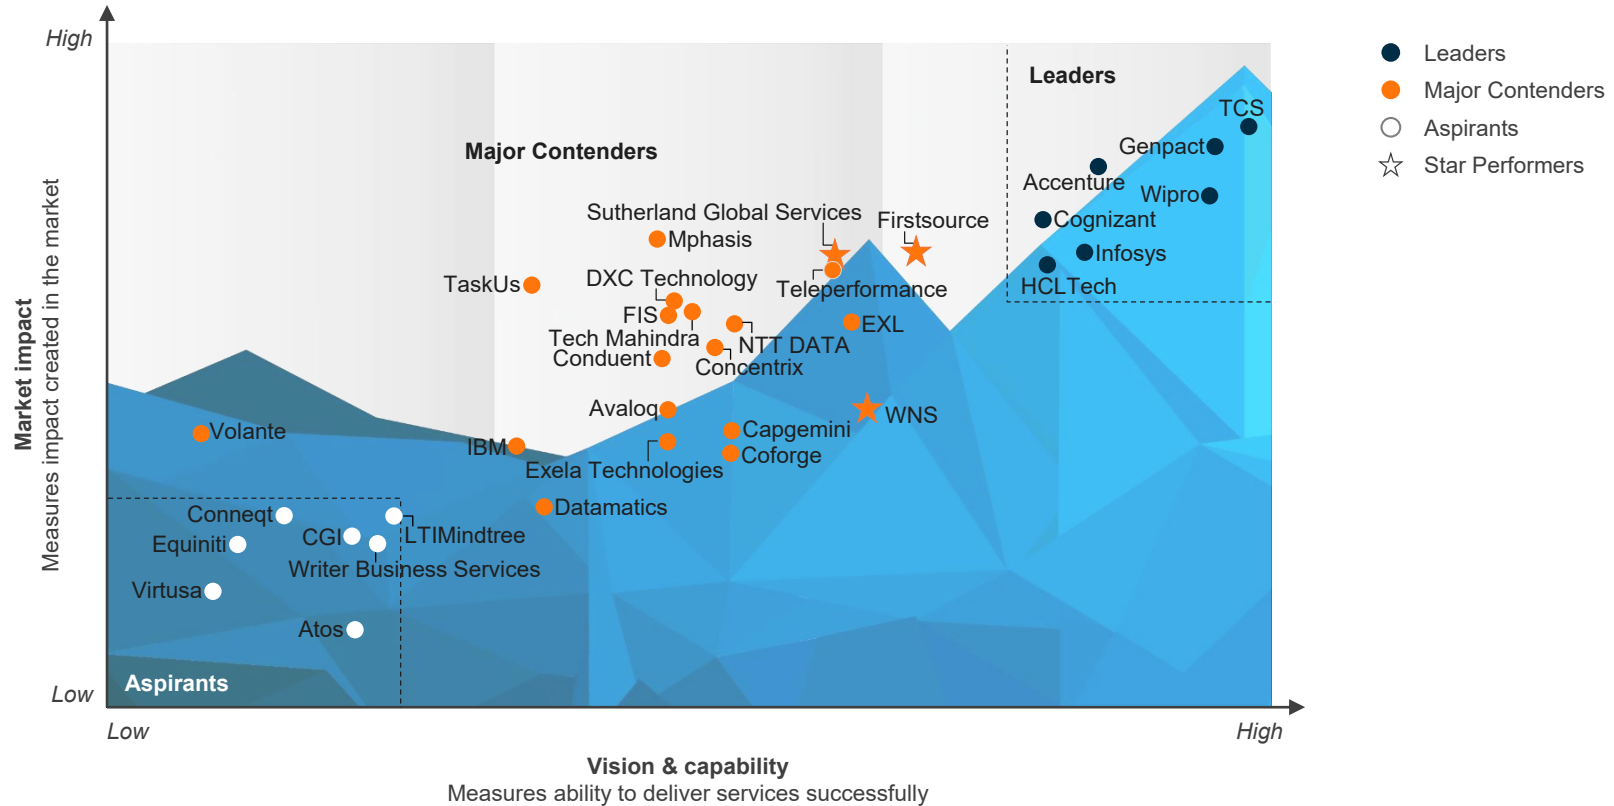 High
Market impact
Measures impact created in the market
Low
Low
High
Vision & capability
Measures ability to deliver services successfully
Leaders
Major Contenders
Aspirants
Star Performers
Leaders
TCS
Genpact
Accenture
Wipro
Cognizant
Infosys
HCLTech
Major Contenders
Sutherland Global Services
Firstsource
Mphasis
TaskUs
DXC Technology
Teleperformance
FIS
Tech Mahindra
EXL
NTT DATA
Conduent
Concentrix
Avaloq
WNS
Volante
IBM
Capgemini
Coforge
Exela Technologies
Datamatics
Conneqt
CGI
LTIMindtree
Equiniti
Writer Business Services
Virtusa
Atos
Aspirants